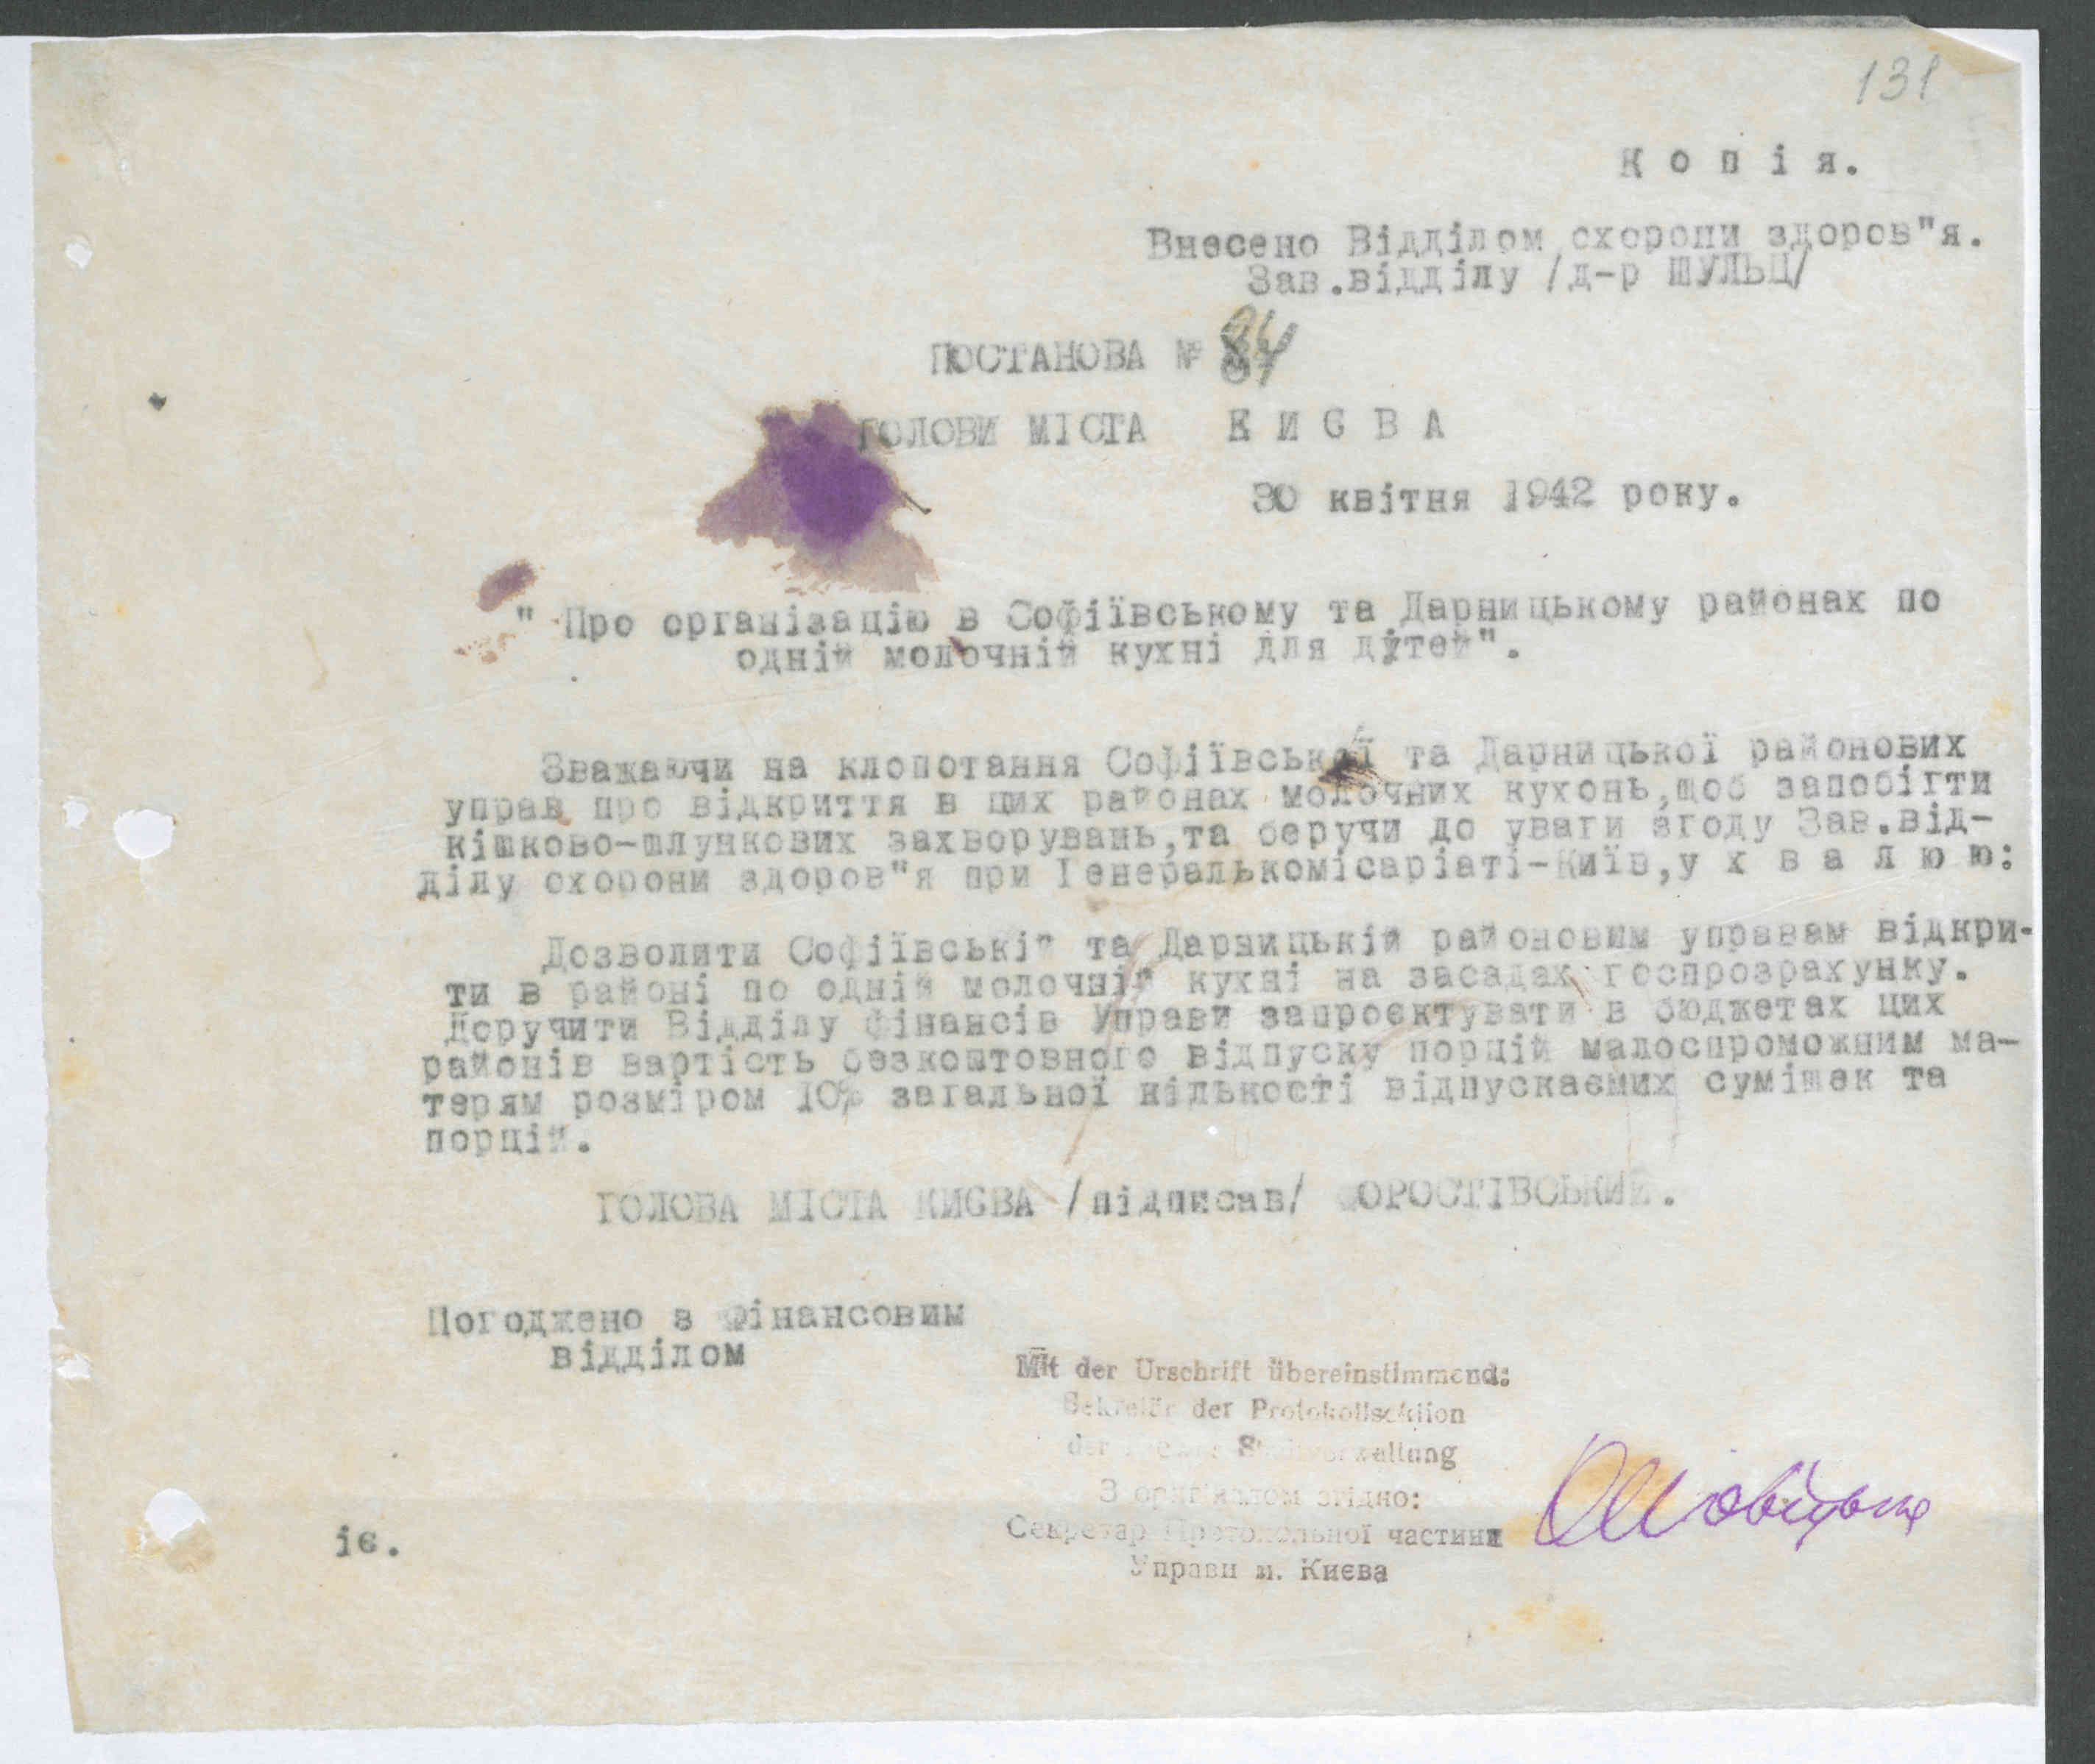 131
К о п і я.
Внесено Відділом охорони здоров"я.
Зав.відділу /д-р ШУЛЬЦ/
ПОСТАНОВА №
ГОЛОВИ МІСТА К И Є В А
30 квітня 1942 року.
" Про організацію в Софіївському та Дарницькому районах по
одній молочній кухні для дітей".
Зважаючи на клопотання Софіївської та Дарницької районових
управ про відкриття в цих районах молочних кухонь,щоб запобігти
кішково-шлункових захворувань,та беручи до уваги згоду Зав.від-
ділу охорони здоров"я при Генералькомісаріаті-Київ,у х в а л ю ю:
Дозволити Софіївській та Дарницькій районовим управам відкри-
ти в районі по одній молочній кухні на засадах госпрозрахунку.
Доручити Відділу фінансів Управи запроєктувати в бюджетах цих
районів вартість безкоштовного відпуску порцій малоспроможним ма-
терям розміром 10% загальної кількості відпускаємих сумішек та
порцій.
ГОЛОВА МІСТА КИЄВА /підписав/ ФОРОСТІВСЬКИЙ.
Погоджено з Фінансовим
відділом
Mit der Urschrift übereinstimmend:
Sekretär der Protokollsektion
der Stadtverwaltung
З оригіналом згідно:
Секретар Протокольної частини
Управи м. Києва
ів.